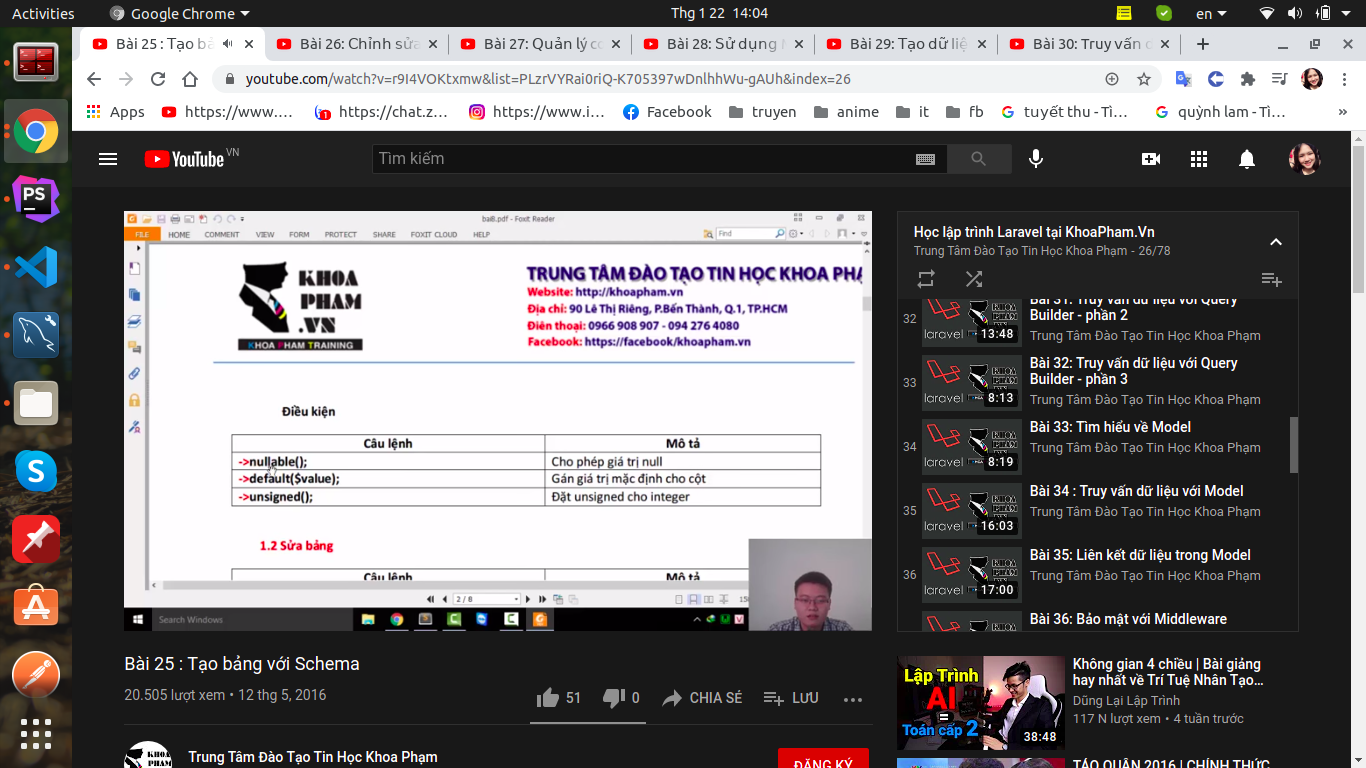 Activities
Google Chrome
Thg 1 22 14:04
en
Bài 25 : Tạo bả
Bài 26: Chỉnh sửa
Bài 27: Quản lý cơ
Bài 28: Sử dụng
Bài 29: Tạo dữ liệ
Bài 30: Truy vấn
youtube.com/watch?v=r9I4VOKtxmw&list=PLzrVYRai0riQ-K705397wDnlhhWu-gAUh&index=26
Apps
https://www....
https://chat.z...
https://www.i...
Facebook
truyen
anime
it
fb
tuyết thu - Tì...
quỳnh lam - Tì...
»
YouTube VN
Tìm kiếm
bai8.pdf - Foxit Reader
FILE HOME COMMENT VIEW FORM PROTECT SHARE FOXIT CLOUD HELP
Find
KHOA
PHAM
.VN
KHOA PHAM TRAINING
TRUNG TÂM ĐÀO TẠO TIN HỌC KHOA PHẠ
Website: http://khoapham.vn
Địa chỉ: 90 Lê Thị Riêng, P.Bến Thành, Q.1, TP.HCM
Điện thoại: 0966 908 907 - 094 276 4080
Facebook: https://facebook/khoapham.vn
Điều kiện
Câu lệnh Mô tả
->nullable(); Cho phép giá trị null
->default($value); Gán giá trị mặc định cho cột
->unsigned(); Đặt unsigned cho integer
1.2 Sửa bảng
Câu lệnh Mô tả
2 / 8
Search Windows
Bài 25 : Tạo bảng với Schema
20.505 lượt xem • 12 thg 5, 2016
51
0
CHIA SẺ
LƯU
Trung Tâm Đào Tạo Tin Học Khoa Phạm
ĐĂNG KÝ
Học lập trình Laravel tại KhoaPham.Vn
Trung Tâm Đào Tạo Tin Học Khoa Phạm - 26/78
32
laravel
13:48
Bài 31: Truy vấn dữ liệu với Query
Builder - phần 2
Trung Tâm Đào Tạo Tin Học Khoa Phạm
33
laravel
8:13
Bài 32: Truy vấn dữ liệu với Query
Builder - phần 3
Trung Tâm Đào Tạo Tin Học Khoa Phạm
34
laravel
8:19
Bài 33: Tìm hiểu về Model
Trung Tâm Đào Tạo Tin Học Khoa Phạm
35
laravel
16:03
Bài 34 : Truy vấn dữ liệu với Model
Trung Tâm Đào Tạo Tin Học Khoa Phạm
36
laravel
17:00
Bài 35: Liên kết dữ liệu trong Model
Trung Tâm Đào Tạo Tin Học Khoa Phạm
Bài 36: Bảo mật với Middleware
Lập Trình
AI
=
Toán cấp 2
38:48
Không gian 4 chiều | Bài giảng
hay nhất về Trí Tuệ Nhân Tạo...
Dũng Lại Lập Trình
117 N lượt xem • 4 tuần trước
TÁO QUÂN 2016 | CHÍNH THỨC